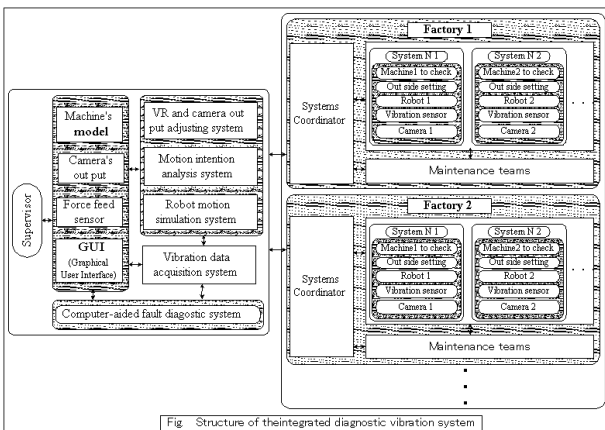 Supervisor
Machine's
model
Camera's
out put
Force feed
sensor
GUI
(Graphical
User Interface)
VR and camera out
put adjusting system
Motion intention
analysis system
Robot motion
simulation system
Vibration data
acquisition system
Computer-aided fault diagostic system
Factory 1
Systems
Coordinator
System N 1
Machine1 to check
Out side setting
Robot 1
Vibration sensor
Camera 1
System N 2
Machine2 to check
Out side setting
Robot 2
Vibration sensor
Camera 2
. .
Maintenance teams
Factory 2
Systems
Coordinator
System N 1
Machine1 to check
Out side setting
Robot 1
Vibration sensor
Camera 1
System N 2
Machine2 to check
Out side setting
Robot 2
Vibration sensor
Camera 2
. .
Maintenance teams
Fig. Structure of theintegrated diagnostic vibration system